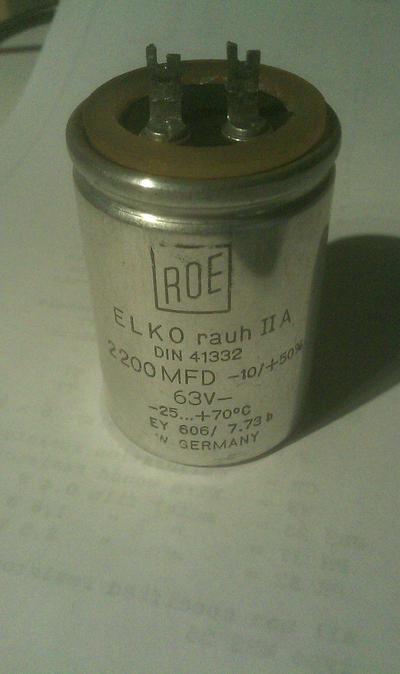 ROE
ELKO rauh II A
DIN 41332
2200 MFD -10/+50%
63V-
-25...+70°C
EY 606/ 7.73 b
W. GERMANY